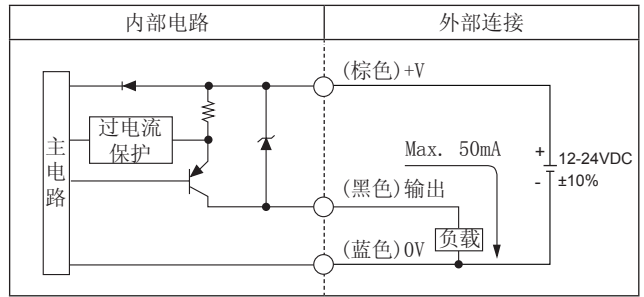 内部电路
外部连接
(棕色)+V
过电流
保护
主
电
路
Max. 50mA
+
12-24VDC
-
±10%
(黑色)输出
负载
(蓝色)0V